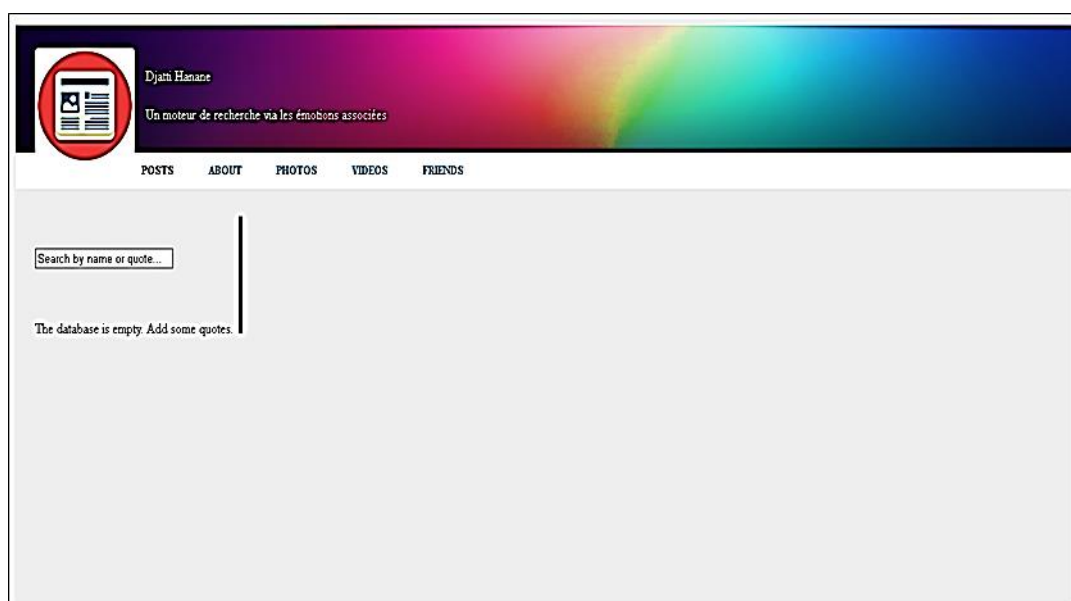 Djatti Hanane
Un moteur de recherche via les émotions associées
POSTS ABOUT PHOTOS VIDEOS FRIENDS
Search by name or quote...
The database is empty. Add some quotes.